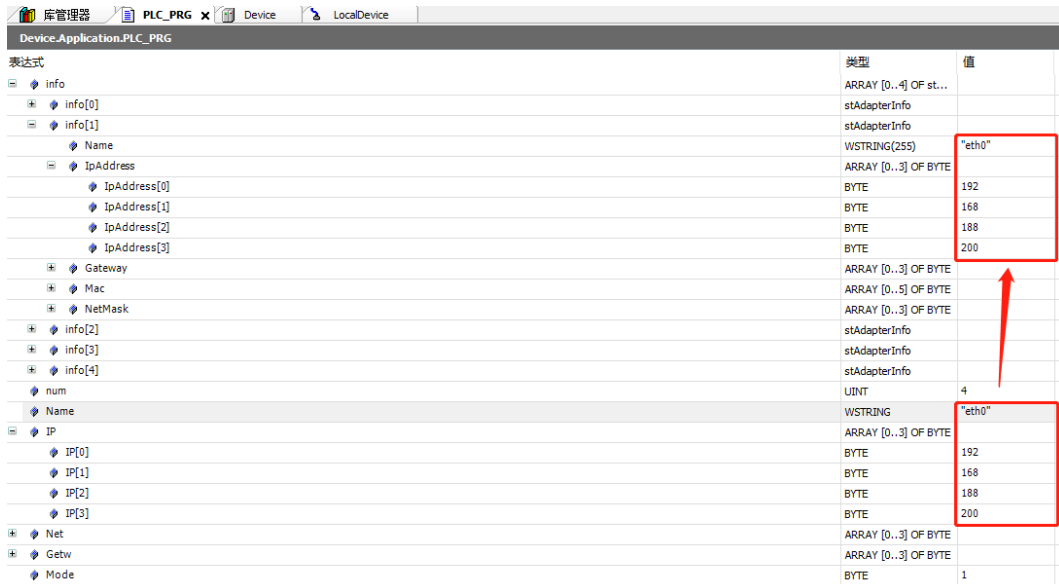 库管理器 PLC_PRG Device LocalDevice
Device.Application.PLC_PRG
表达式 类型 值
info ARRAY [0..4] OF st...
info[0] stAdapterInfo
info[1] stAdapterInfo
Name WSTRING(255) "eth0"
IpAddress ARRAY [0..3] OF BYTE
IpAddress[0] BYTE 192
IpAddress[1] BYTE 168
IpAddress[2] BYTE 188
IpAddress[3] BYTE 200
Gateway ARRAY [0..3] OF BYTE
Mac ARRAY [0..5] OF BYTE
NetMask ARRAY [0..3] OF BYTE
info[2] stAdapterInfo
info[3] stAdapterInfo
info[4] stAdapterInfo
num UINT 4
Name WSTRING "eth0"
IP ARRAY [0..3] OF BYTE
IP[0] BYTE 192
IP[1] BYTE 168
IP[2] BYTE 188
IP[3] BYTE 200
Net ARRAY [0..3] OF BYTE
Getw ARRAY [0..3] OF BYTE
Mode BYTE 1